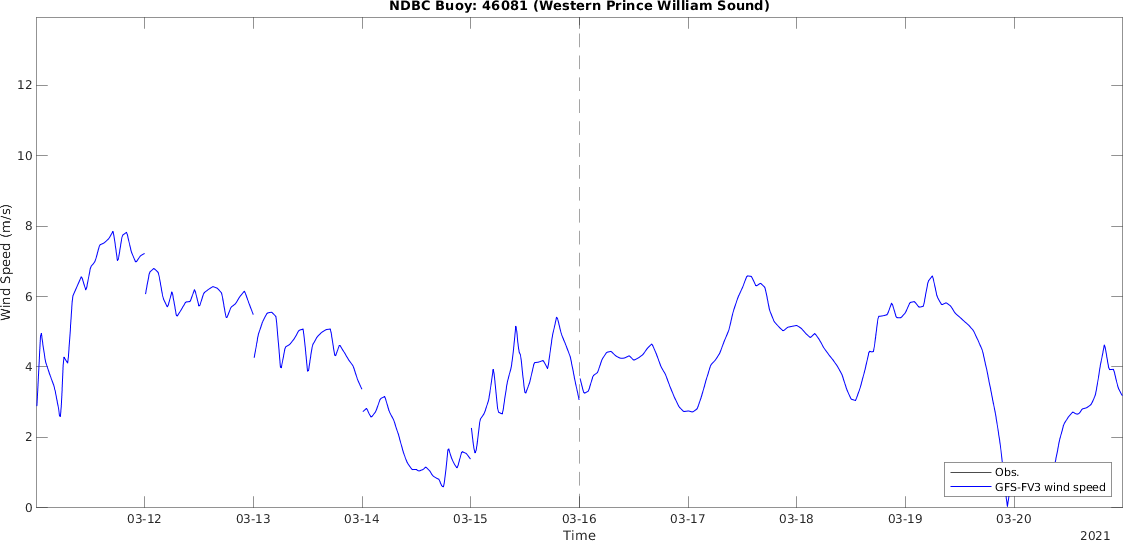 NDBC Buoy: 46081 (Western Prince William Sound)
12
10
8
6
4
2
0
Wind Speed (m/s)
Obs.
GFS-FV3 wind speed
03-12 03-13 03-14 03-15 03-16 03-17 03-18 03-19 03-20
Time
2021